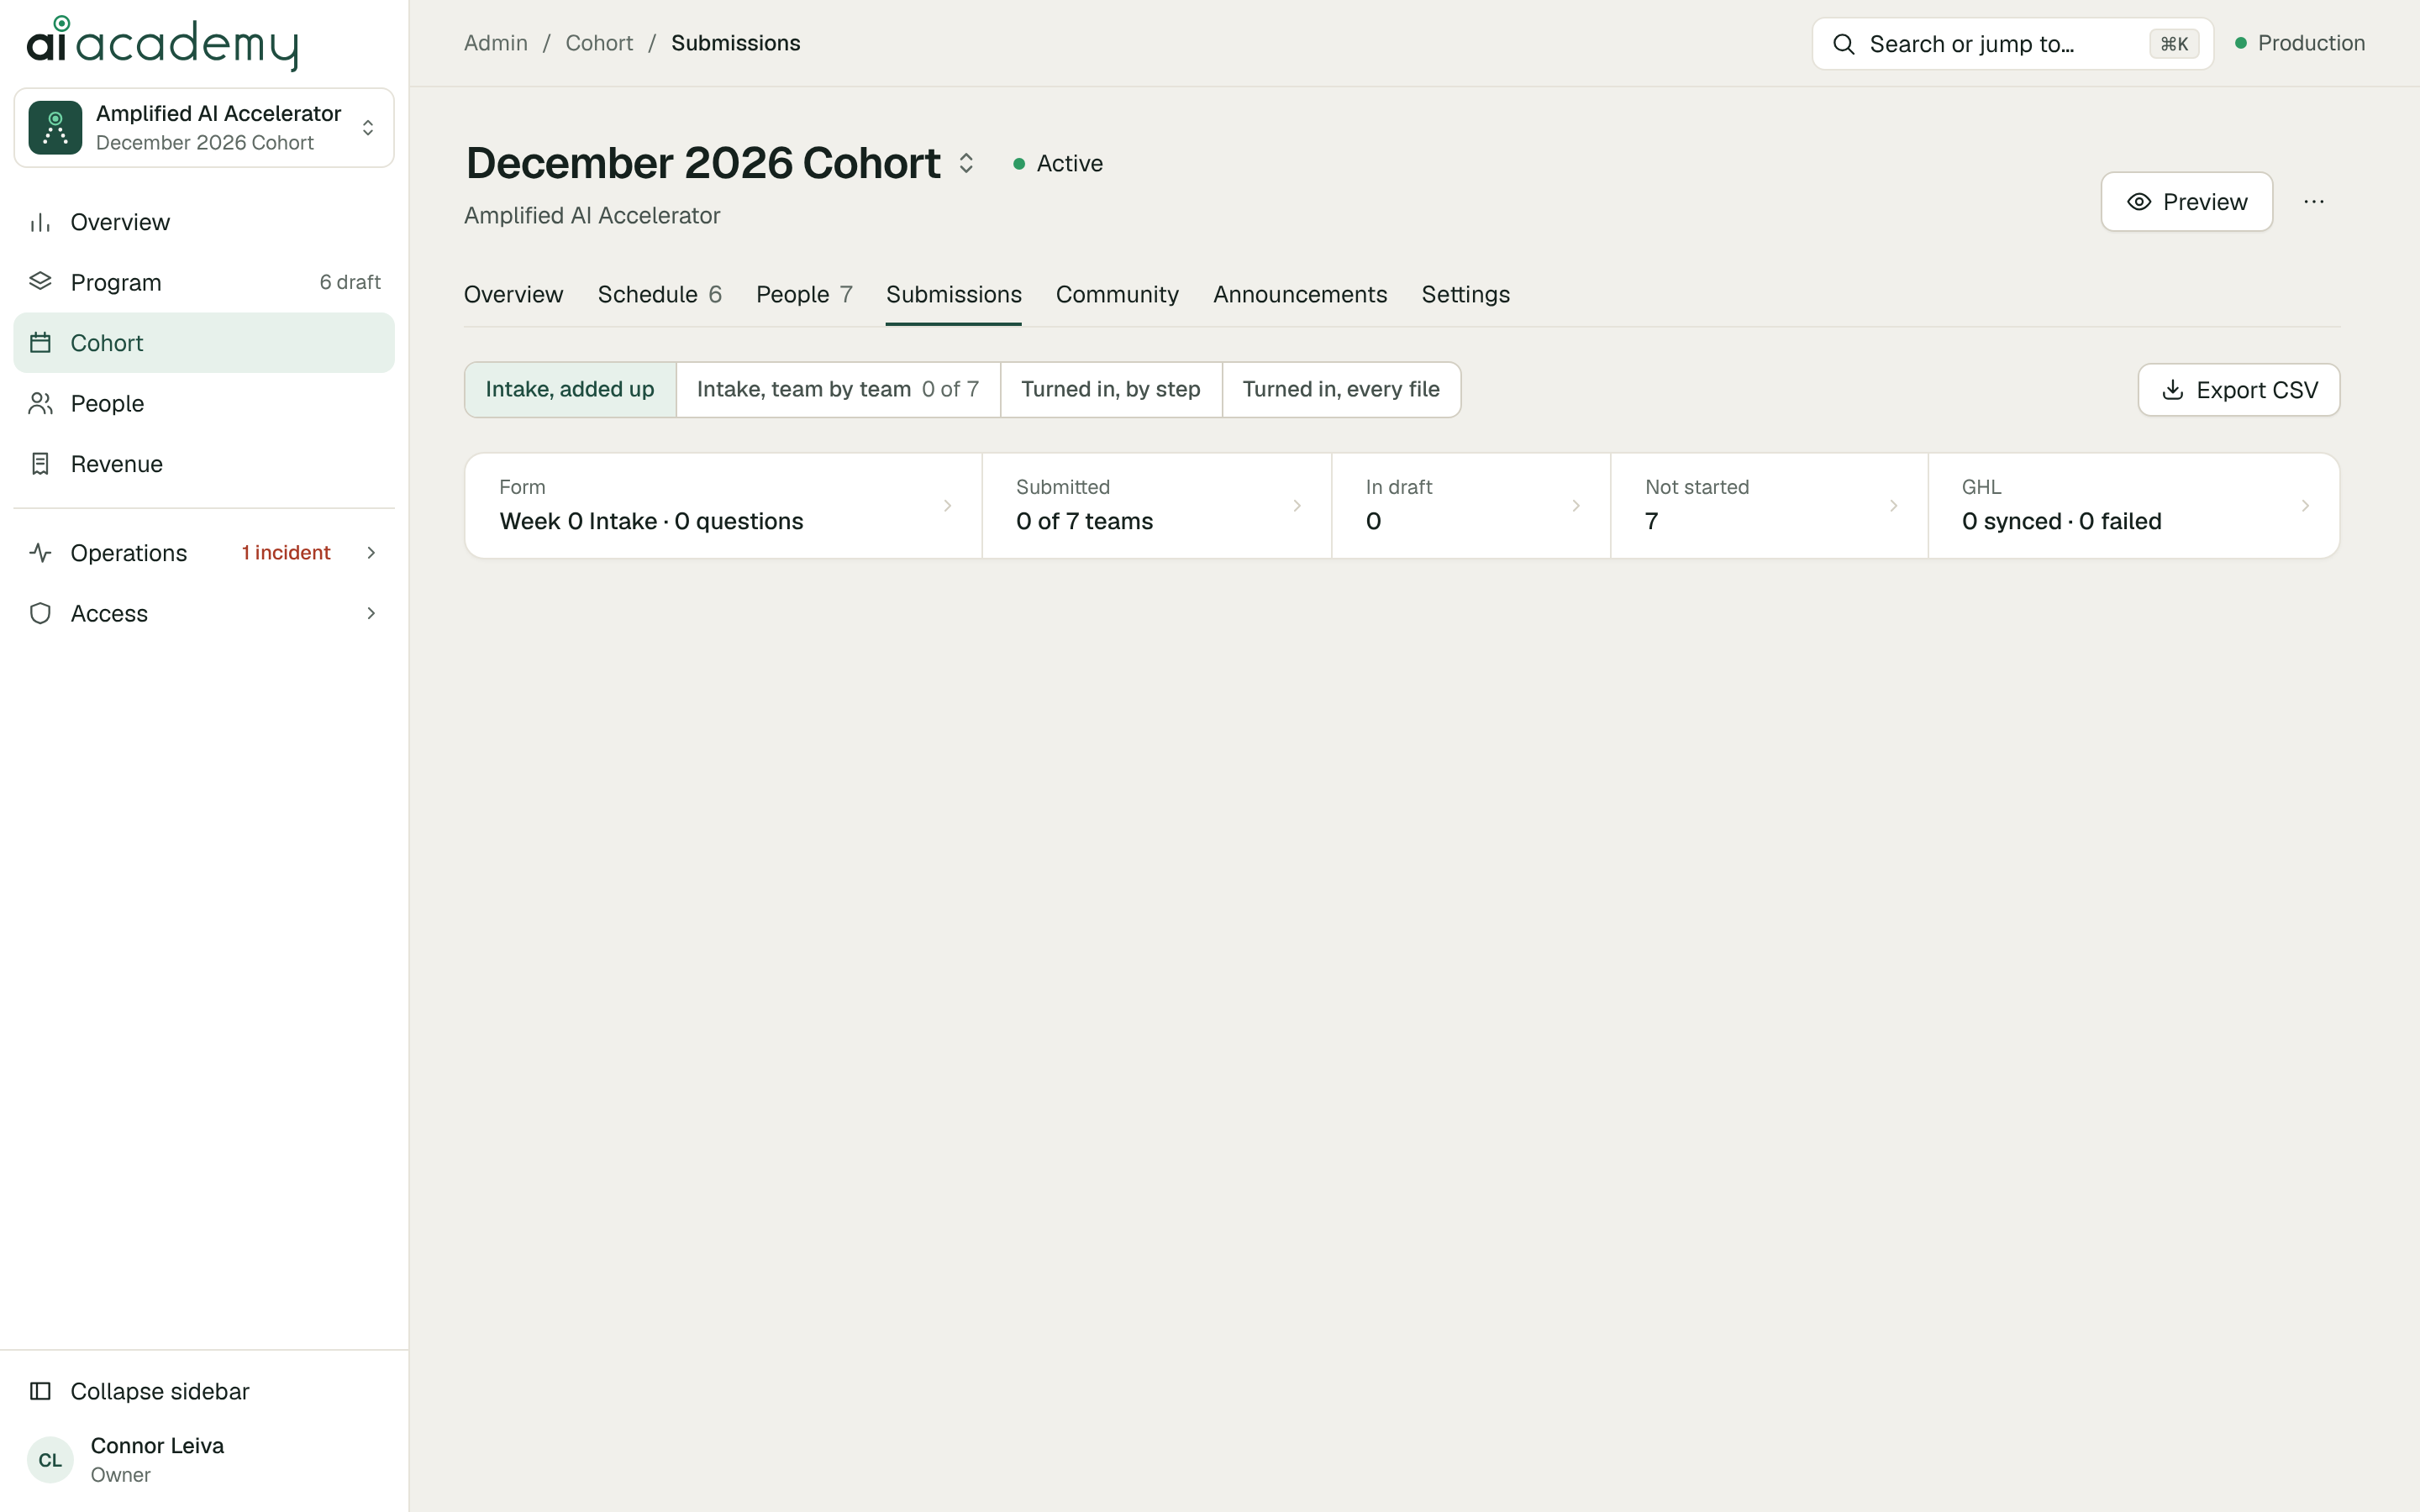 ai academy
Admin / Cohort / Submissions
Search or jump to... ⌘K
Production
Amplified AI Accelerator
December 2026 Cohort
Overview
Program 6 draft
Cohort
People
Revenue
Operations 1 incident
Access
Collapse sidebar
CL
Connor Leiva
Owner
December 2026 Cohort
Active
Amplified AI Accelerator
Preview
Overview Schedule 6 People 7 Submissions Community Announcements Settings
Intake, added up Intake, team by team 0 of 7 Turned in, by step Turned in, every file
Export CSV
Form
Week 0 Intake · 0 questions
Submitted
0 of 7 teams
In draft
0
Not started
7
GHL
0 synced · 0 failed